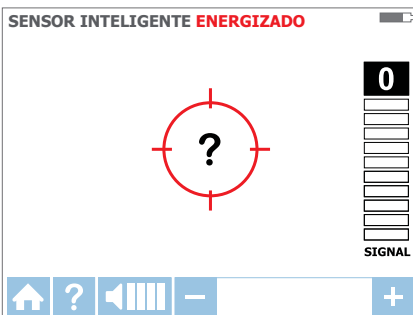 SENSOR INTELIGENTE ENERGIZADO
0
?
SIGNAL
? − +